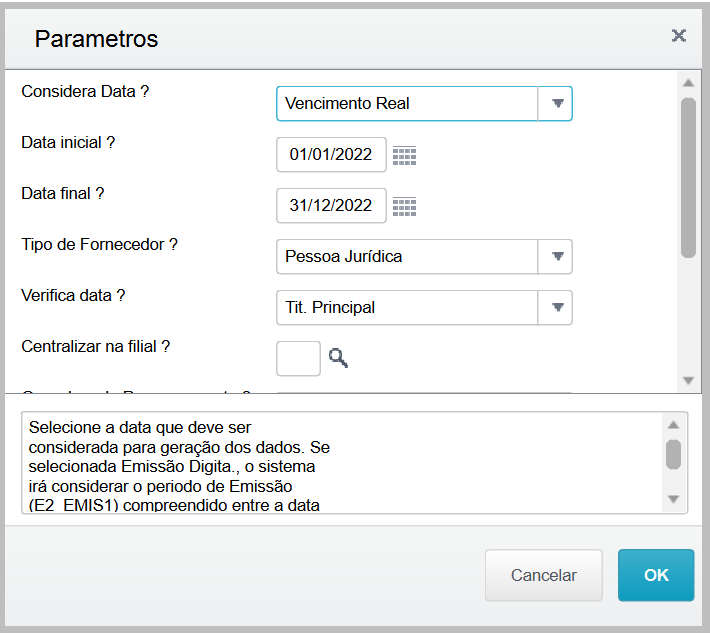 Parametros
Considera Data ?
Vencimento Real
Data inicial ?
01/01/2022
Data final ?
31/12/2022
Tipo de Fornecedor ?
Pessoa Jurídica
Verifica data ?
Tit. Principal
Centralizar na filial ?
Selecione a data que deve ser
considerada para geração dos dados. Se
selecionada Emissão Digita., o sistema
irá considerar o periodo de Emissão
(E2_EMIS1) compreendido entre a data
Cancelar
OK